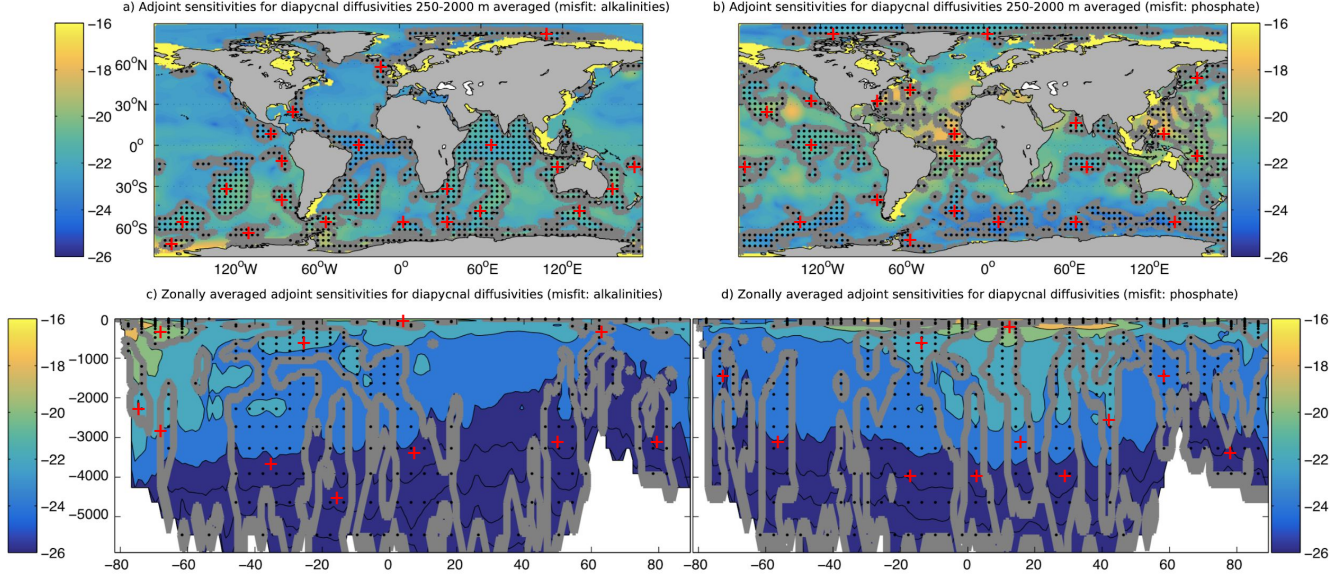 a) Adjoint sensitivities for diapycnal diffusivities 250-2000 m averaged (misfit: alkalinities)
−16
−18
−20
−22
−24
−26
60°N
30°N
0°
30°S
60°S
120°W 60°W 0° 60°E 120°E
b) Adjoint sensitivities for diapycnal diffusivities 250-2000 m averaged (misfit: phosphate)
60°N
30°N
0°
30°S
60°S
120°W 60°W 0° 60°E 120°E
−16
−18
−20
−22
−24
−26
c) Zonally averaged adjoint sensitivities for diapycnal diffusivities (misfit: alkalinities)
−16
−18
−20
−22
−24
−26
0
−1000
−2000
−3000
−4000
−5000
−80 −60 −40 −20 0 20 40 60 80
d) Zonally averaged adjoint sensitivities for diapycnal diffusivities (misfit: phosphate)
−80 −60 −40 −20 0 20 40 60 80
−16
−18
−20
−22
−24
−26